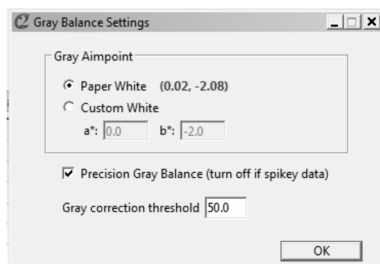 Gray Balance Settings
Gray Aimpoint
Paper White (0.02, -2.08)
Custom White
a*: 0.0 b*: -2.0
Precision Gray Balance (turn off if spikey data)
Gray correction threshold 50.0
OK